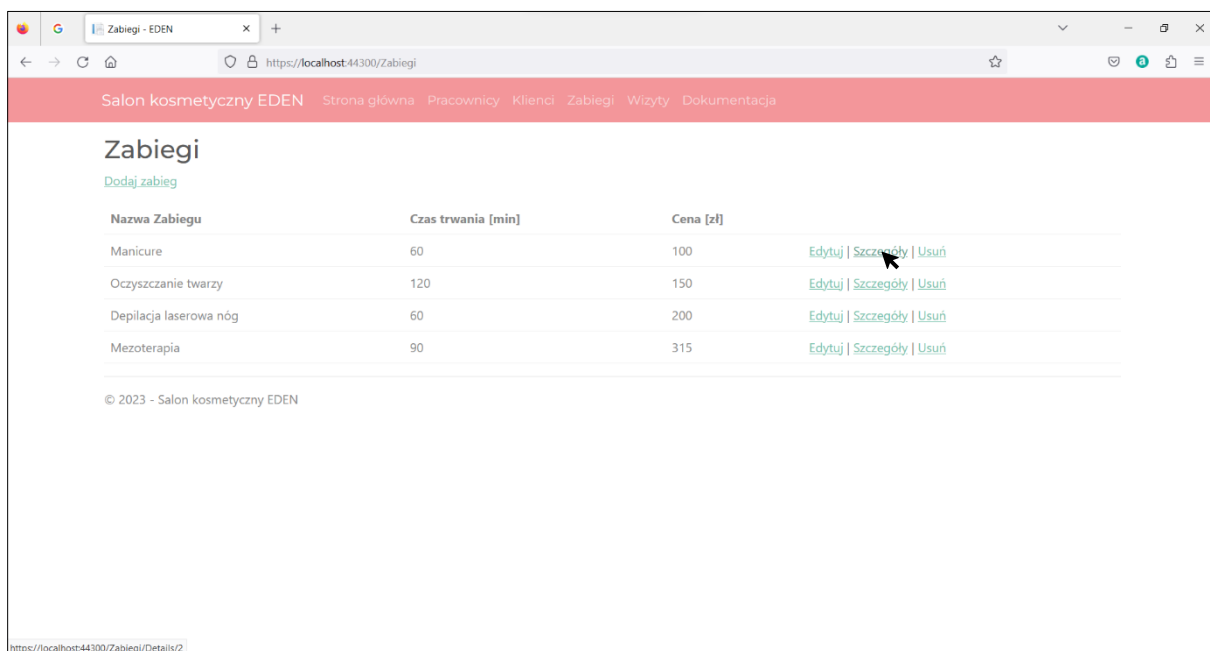 Zabiegi - EDEN
https://localhost:44300/Zabiegi
Salon kosmetyczny EDEN Strona główna Pracownicy Klienci Zabiegi Wizyty Dokumentacja
Zabiegi
Dodaj zabieg
Nazwa Zabiegu Czas trwania [min] Cena [zł]
Manicure 60 100 Edytuj | Szczegóły | Usuń
Oczyszczanie twarzy 120 150 Edytuj | Szczegóły | Usuń
Depilacja laserowa nóg 60 200 Edytuj | Szczegóły | Usuń
Mezoterapia 90 315 Edytuj | Szczegóły | Usuń
© 2023 - Salon kosmetyczny EDEN
https://localhost:44300/Zabiegi/Details/2